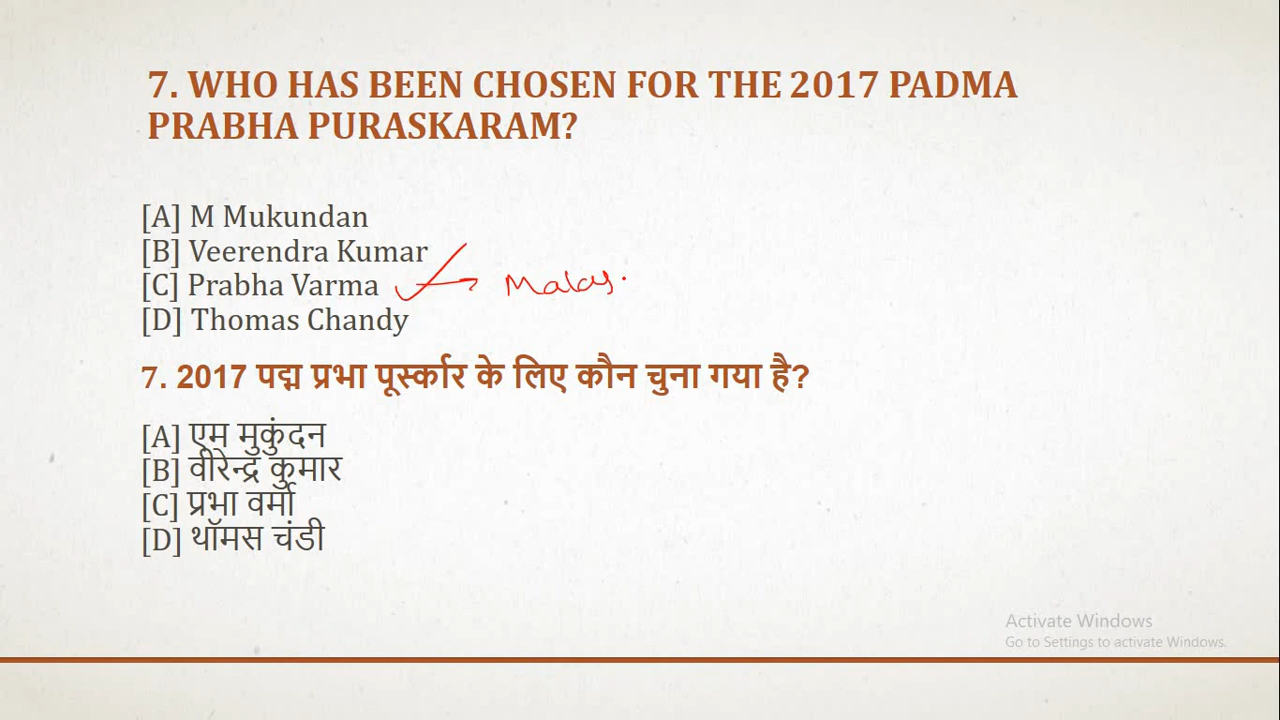 7. WHO HAS BEEN CHOSEN FOR THE 2017 PADMA
PRABHA PURASKARAM?
[A] M Mukundan
[B] Veerendra Kumar
[C] Prabha Varma Malay.
[D] Thomas Chandy
7. 2017 पद्म प्रभा पूर्स्कार के लिए कौन चुना गया है?
[A] एम मुकुंदन
[B] वीरेन्द्र कुमार
[C] प्रभा वर्मा
[D] थॉमस चंडी
Activate Windows
Go to Settings to activate Windows.